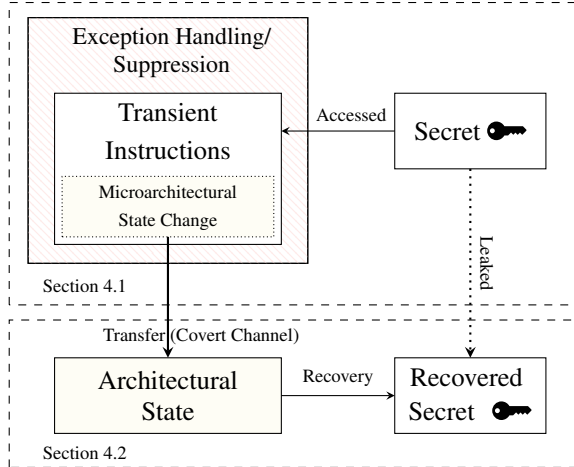 Exception Handling/
Suppression
Transient
Instructions
Microarchitectural
State Change
Accessed
Secret
Leaked
Section 4.1
Transfer (Covert Channel)
Architectural
State
Recovery
Recovered
Secret
Section 4.2